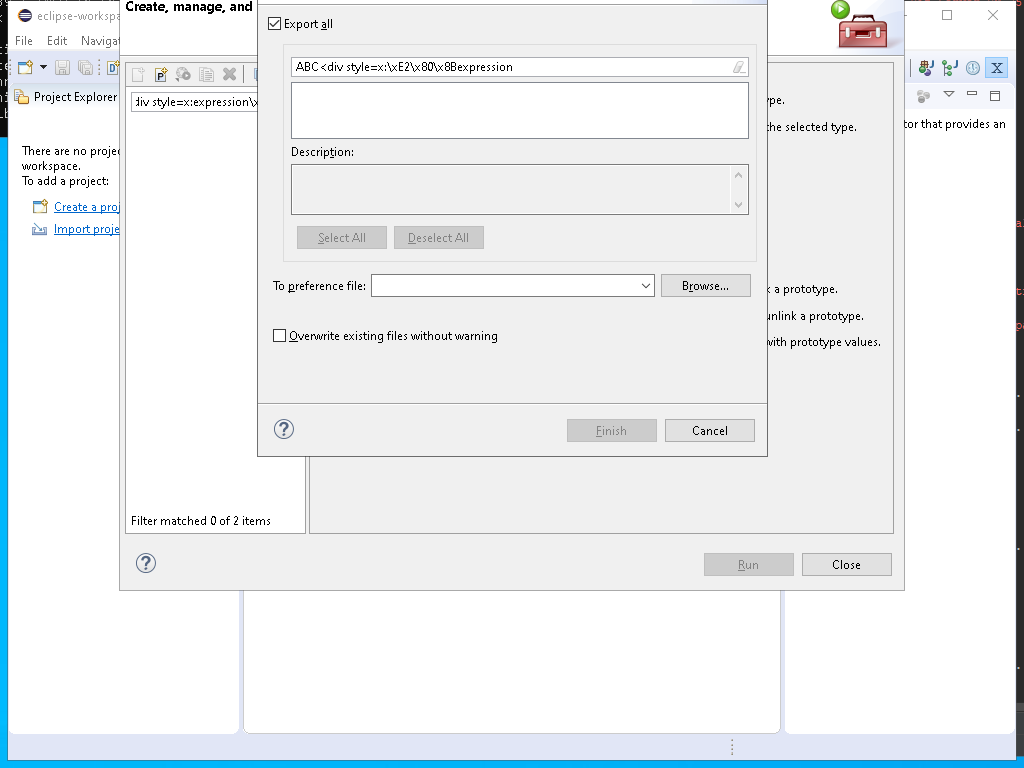 eclipse-workspa
File Edit Navigat
Project Explorer
There are no projec
workspace.
To add a project:
Create a proj
Import proje
Create, manage, and
div style=x:expression\x
Filter matched 0 of 2 items
Export all
ABC<div style=x:\xE2\x80\x8Bexpression
Description:
Select All Deselect All
To preference file: Browse...
Overwrite existing files without warning
Finish Cancel
ype.
the selected type.
k a prototype.
unlink a prototype.
with prototype values.
Run Close
tor that provides an